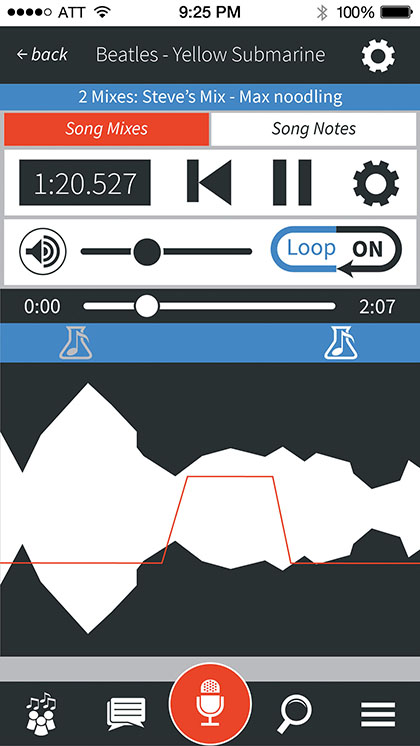 ATT 9:25 PM 100%
← back Beatles - Yellow Submarine
2 Mixes: Steve's Mix - Max noodling
Song Mixes Song Notes
1:20.527
Loop ON
0:00 2:07